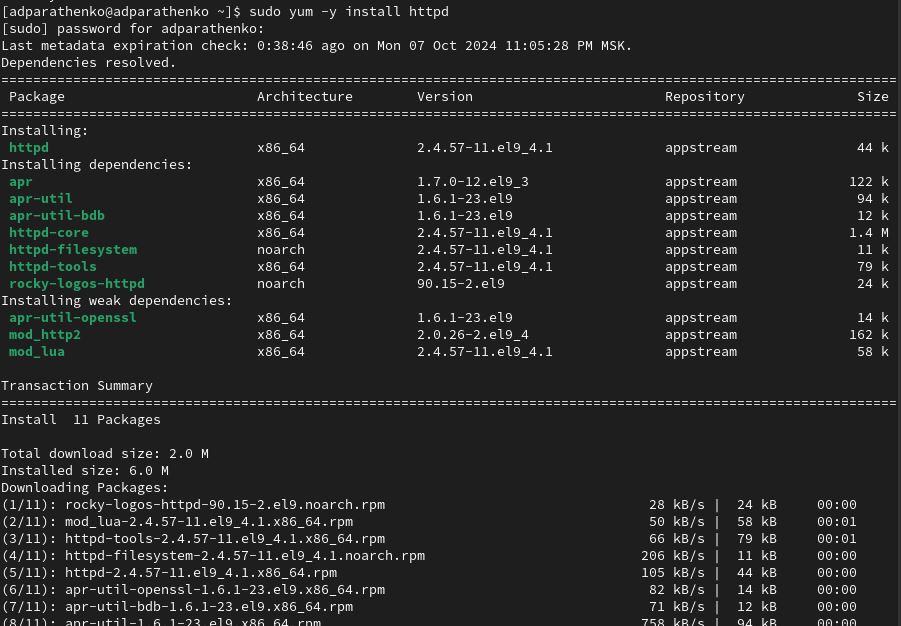 [adparathenko@adparathenko ~]$ sudo yum -y install httpd
[sudo] password for adparathenko:
Last metadata expiration check: 0:38:46 ago on Mon 07 Oct 2024 11:05:28 PM MSK.
Dependencies resolved.
================================================================================================================
 Package                        Architecture        Version                        Repository              Size
================================================================================================================
Installing:
 httpd                          x86_64              2.4.57-11.el9_4.1              appstream               44 k
Installing dependencies:
 apr                            x86_64              1.7.0-12.el9_3                 appstream              122 k
 apr-util                       x86_64              1.6.1-23.el9                   appstream               94 k
 apr-util-bdb                   x86_64              1.6.1-23.el9                   appstream               12 k
 httpd-core                     x86_64              2.4.57-11.el9_4.1              appstream              1.4 M
 httpd-filesystem               noarch              2.4.57-11.el9_4.1              appstream               11 k
 httpd-tools                    x86_64              2.4.57-11.el9_4.1              appstream               79 k
 rocky-logos-httpd              noarch              90.15-2.el9                    appstream               24 k
Installing weak dependencies:
 apr-util-openssl               x86_64              1.6.1-23.el9                   appstream               14 k
 mod_http2                      x86_64              2.0.26-2.el9_4                 appstream              162 k
 mod_lua                        x86_64              2.4.57-11.el9_4.1              appstream               58 k

Transaction Summary
================================================================================================================
Install  11 Packages

Total download size: 2.0 M
Installed size: 6.0 M
Downloading Packages:
(1/11): rocky-logos-httpd-90.15-2.el9.noarch.rpm                                 28 kB/s |  24 kB     00:00
(2/11): mod_lua-2.4.57-11.el9_4.1.x86_64.rpm                                     50 kB/s |  58 kB     00:01
(3/11): httpd-tools-2.4.57-11.el9_4.1.x86_64.rpm                                 66 kB/s |  79 kB     00:01
(4/11): httpd-filesystem-2.4.57-11.el9_4.1.noarch.rpm                           206 kB/s |  11 kB     00:00
(5/11): httpd-2.4.57-11.el9_4.1.x86_64.rpm                                      105 kB/s |  44 kB     00:00
(6/11): apr-util-openssl-1.6.1-23.el9.x86_64.rpm                                 82 kB/s |  14 kB     00:00
(7/11): apr-util-bdb-1.6.1-23.el9.x86_64.rpm                                     71 kB/s |  12 kB     00:00
(8/11): apr-util-1.6.1-23.el9.x86_64.rpm                                        758 kB/s |  94 kB     00:00